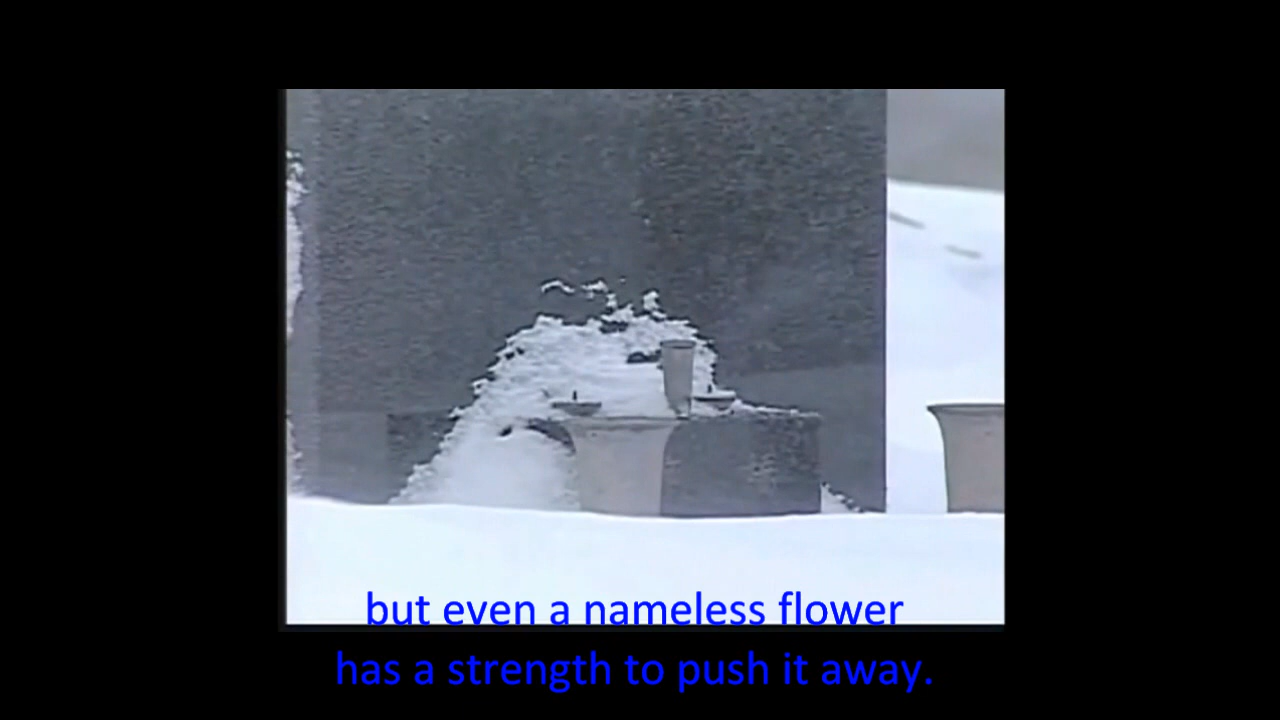 but even a nameless flower
has a strength to push it away.